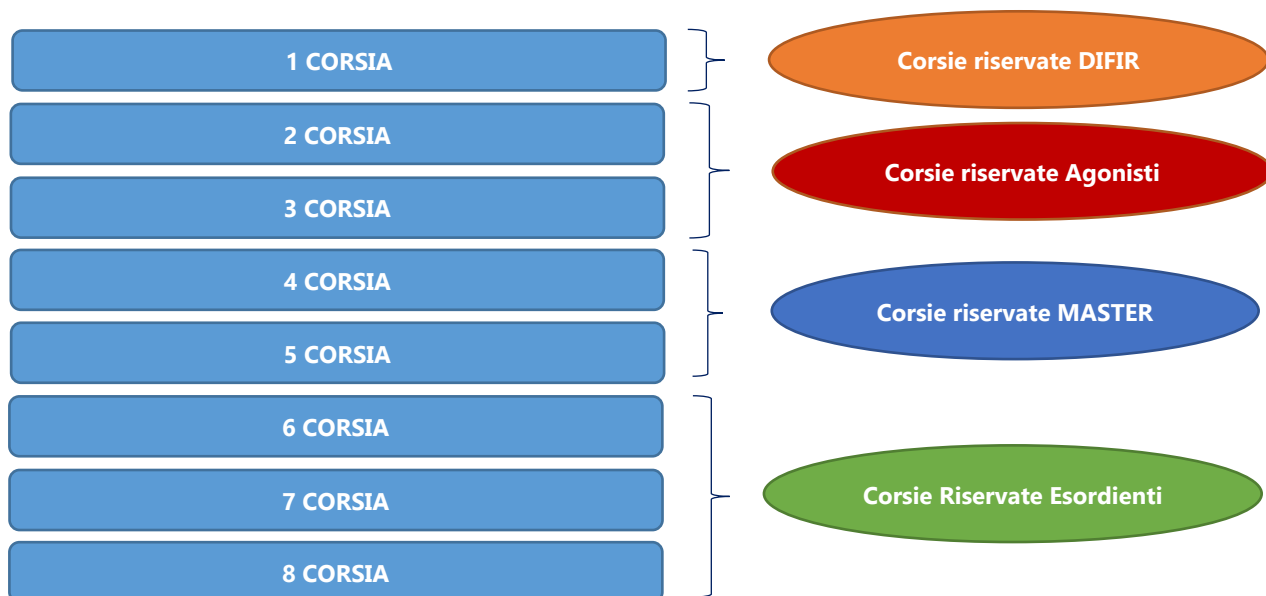 1 CORSIA
Corsie riservate DIFIR
2 CORSIA
Corsie riservate Agonisti
3 CORSIA
4 CORSIA
Corsie riservate MASTER
5 CORSIA
6 CORSIA
Corsie Riservate Esordienti
7 CORSIA
8 CORSIA